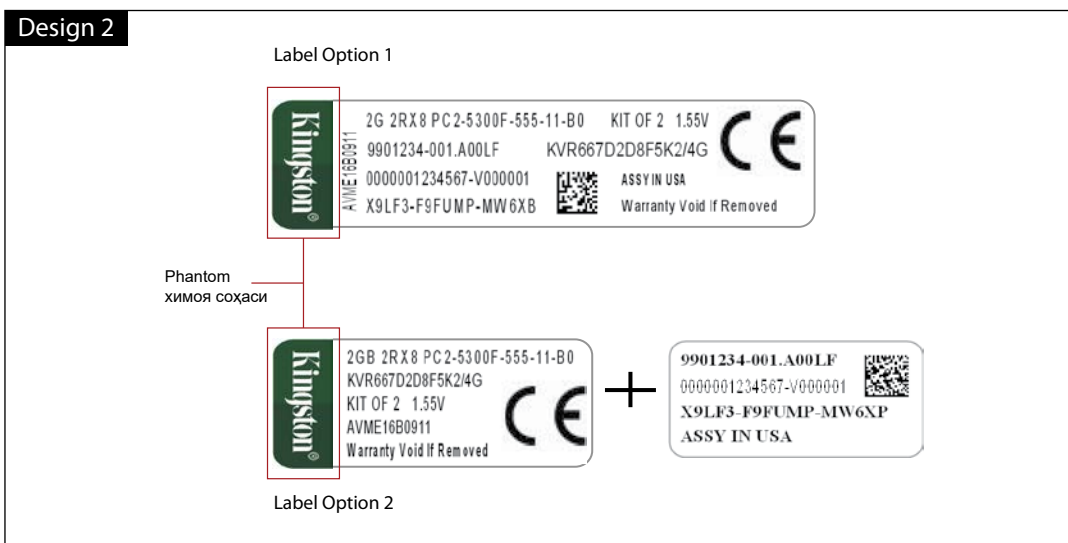 Design 2
Label Option 1
Kingston®
AVME16B0911
2G 2RX8 PC2-5300F-555-11-B0 KIT OF 2 1.55V
9901234-001.A00LF KVR667D2D8F5K2/4G
0000001234567-V000001 ASSY IN USA
X9LF3-F9FUMP-MW6XB Warranty Void If Removed
CE
Phantom
химоя соҳаси
Kingston®
2GB 2RX8 PC2-5300F-555-11-B0
KVR667D2D8F5K2/4G
KIT OF 2 1.55V
AVME16B0911
Warranty Void If Removed
CE
+
9901234-001.A00LF
0000001234567-V000001
X9LF3-F9FUMP-MW6XP
ASSY IN USA
Label Option 2